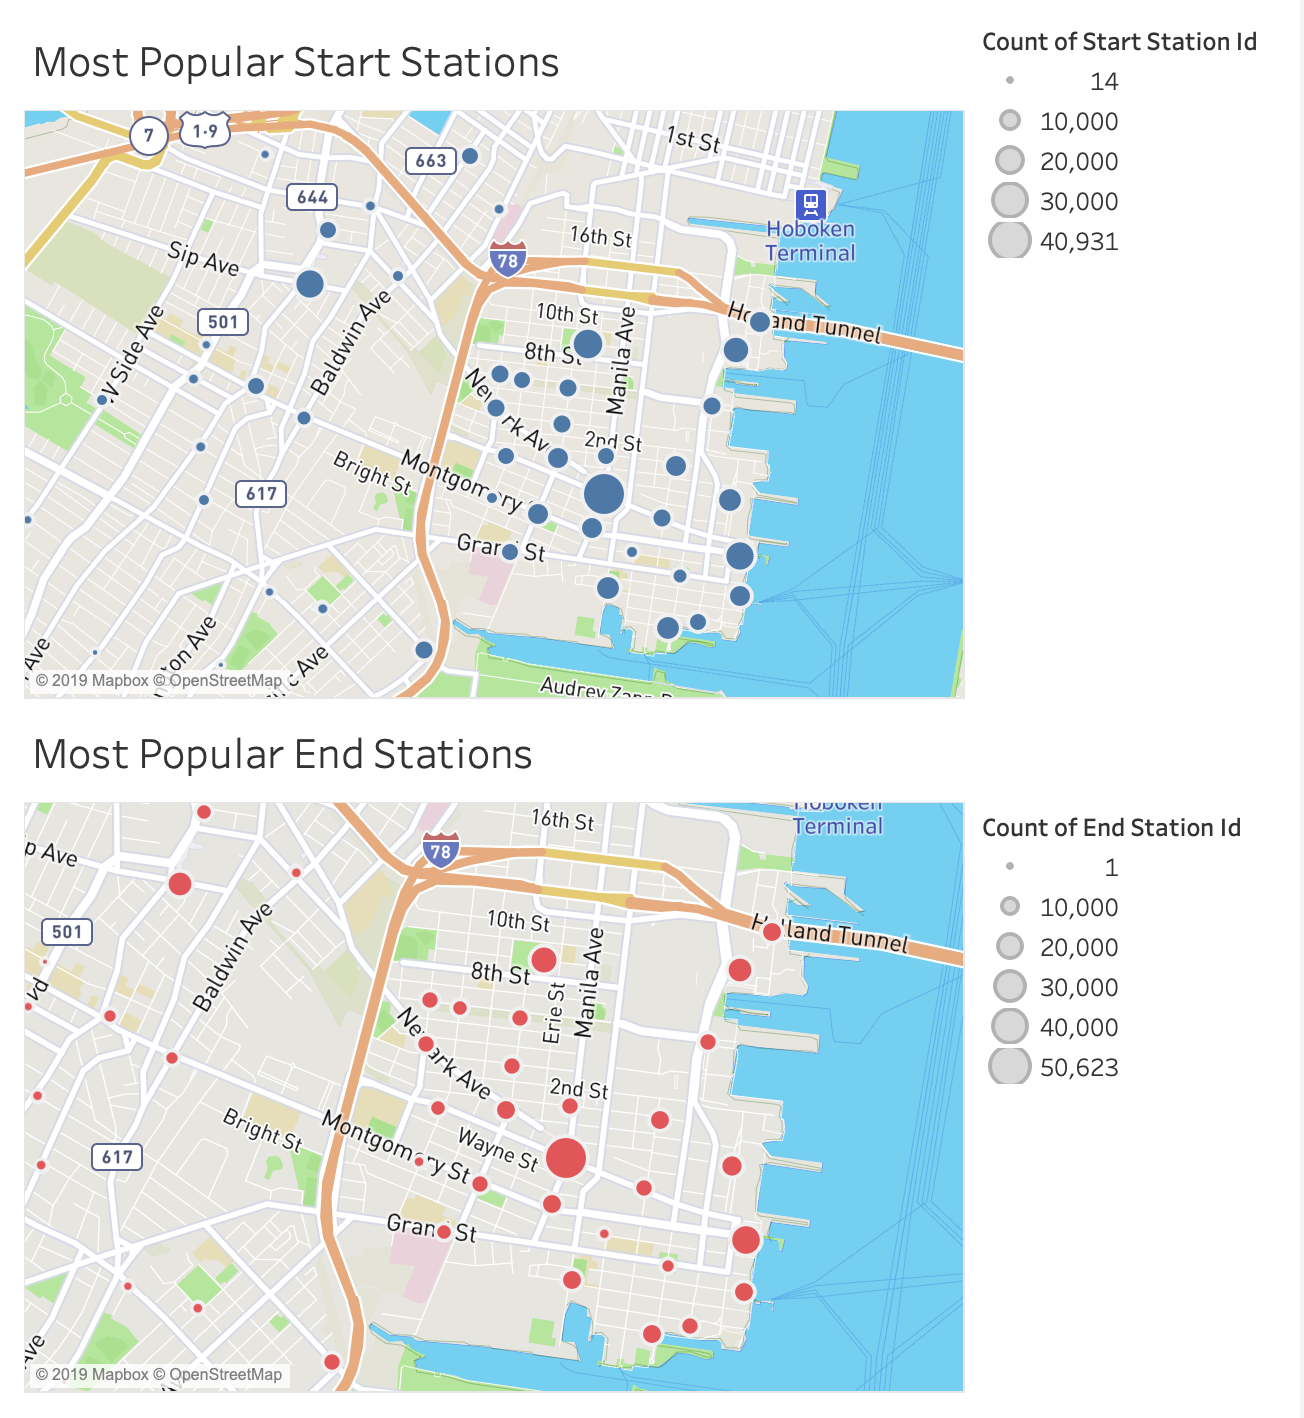 Most Popular Start Stations
Count of Start Station Id
14
10,000
20,000
30,000
40,931
7
1·9
663
1st St
644
Hoboken
Terminal
16th St
Sip Ave
78
501
10th St
Holland Tunnel
8th St
Manila Ave
Baldwin Ave
W Side Ave
Newark Ave
2nd St
Montgomery
Bright St
617
Grand St
Ave
ton Ave
Ave
Audrey Zapp D
© 2019 Mapbox © OpenStreetMap
Most Popular End Stations
Count of End Station Id
1
10,000
20,000
30,000
40,000
50,623
Hoboken
Terminal
16th St
p Ave
78
501
10th St
Holland Tunnel
8th St
Erie St
Manila Ave
Baldwin Ave
vd
Newark Ave
2nd St
Bright St
Montgomery St
Wayne St
617
Grand St
Ave
© 2019 Mapbox © OpenStreetMap